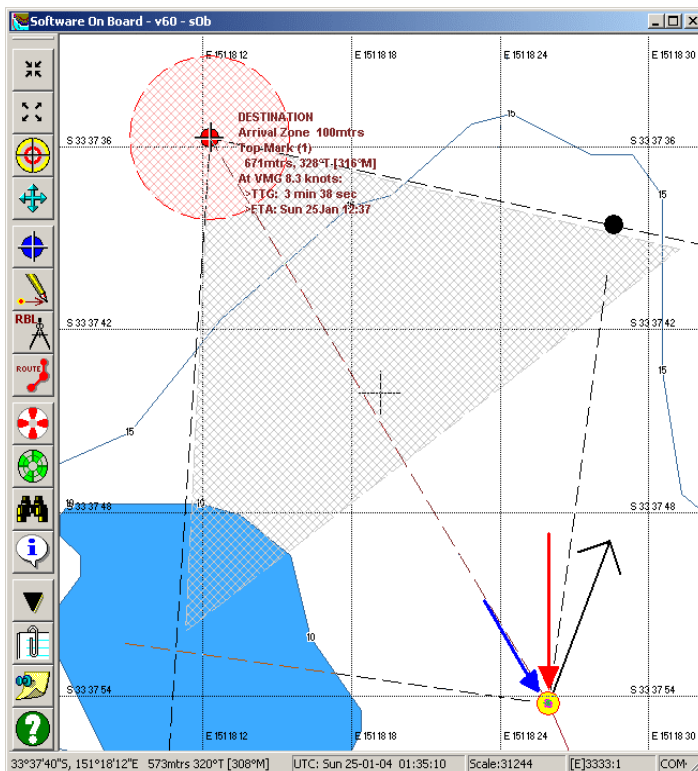 Software On Board - v60 - sOb
E 151 18 12
E 151 18 18
E 151 18 24
E 151 18 30
15
DESTINATION
Arrival Zone 100mtrs
Top-Mark (1)
671mtrs, 328°T [316°M]
At VMG 8.3 knots:
>TTG: 3 min 38 sec
>ETA: Sun 25Jan 12:37
S 33 37 36
S 33 37 36
15
15
RBL
S 33 37 42
S 33 37 42
ROUTE
15
15
10
10
S 33 37 48
S 33 37 48
10
S 33 37 54
S 33 37 54
E 151 18 12
E 151 18 18
E 151 18 24
E 151 18 30
33°37'40"S, 151°18'12"E 573mtrs 320°T [308°M]
UTC: Sun 25-01-04 01:35:10
Scale:31244
[E]3333:1
COM